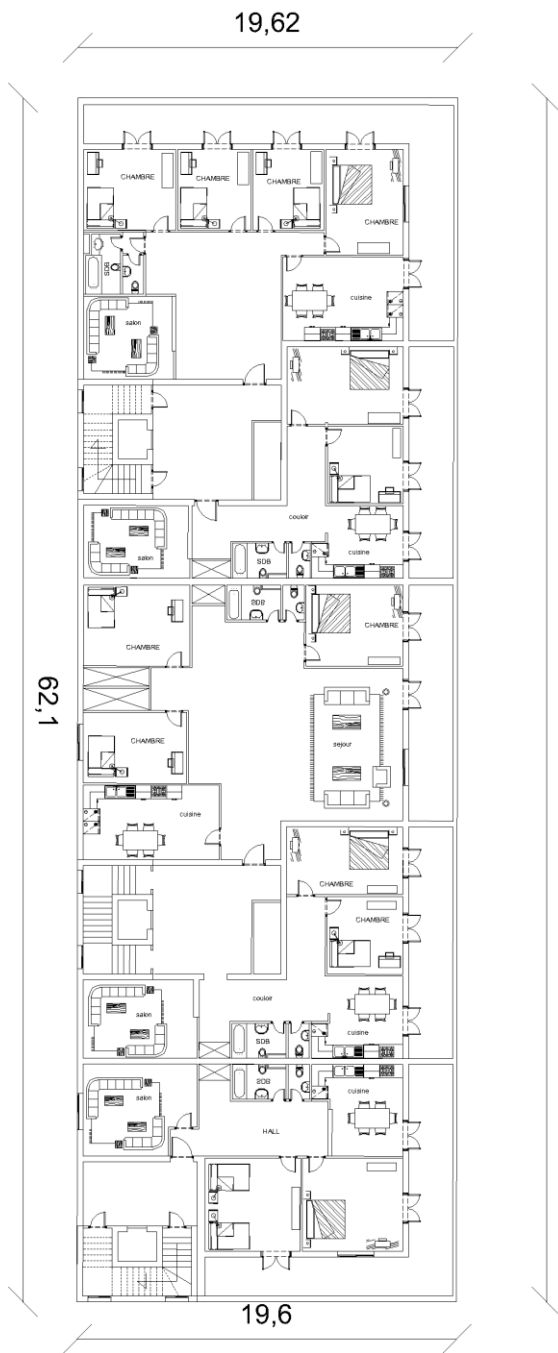 19,62
CHAMBRE
CHAMBRE
CHAMBRE
CHAMBRE
SDB
cuisine
salon
couloir
salon
SDB
cuisine
SDB
CHAMBRE
CHAMBRE
62,1
CHAMBRE
sejour
cuisine
CHAMBRE
CHAMBRE
couloir
salon
SDB
cuisine
SDB
cuisine
salon
HALL
19,6